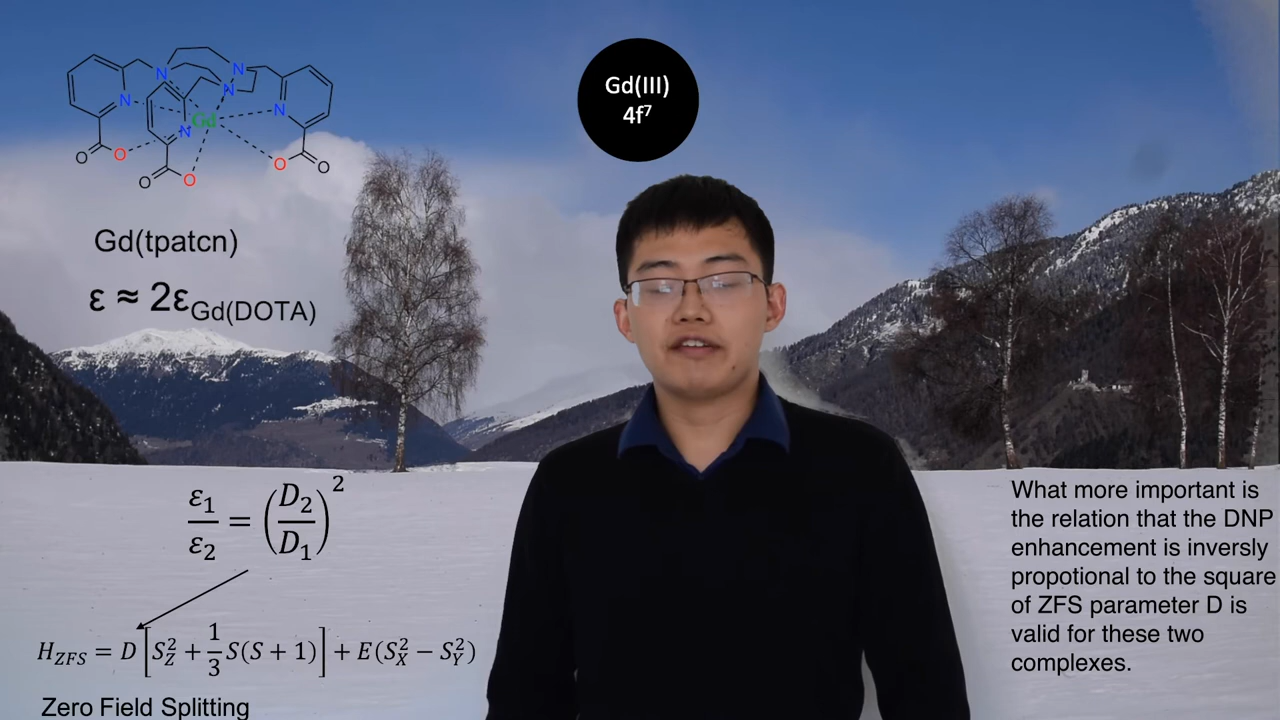 N
N
N
N
N
N
Gd
O
O
O
O
O
O
Gd(III)
4f⁷
Gd(tpatcn)
ε ≈ 2ε_Gd(DOTA)
ε₁/ε₂ = (D₂/D₁)²
H_ZFS = D[S_Z² + 1/3 S(S + 1)] + E(S_X² − S_Y²)
Zero Field Splitting
What more important is
the relation that the DNP
enhancement is inversly
propotional to the square
of ZFS parameter D is
valid for these two
complexes.